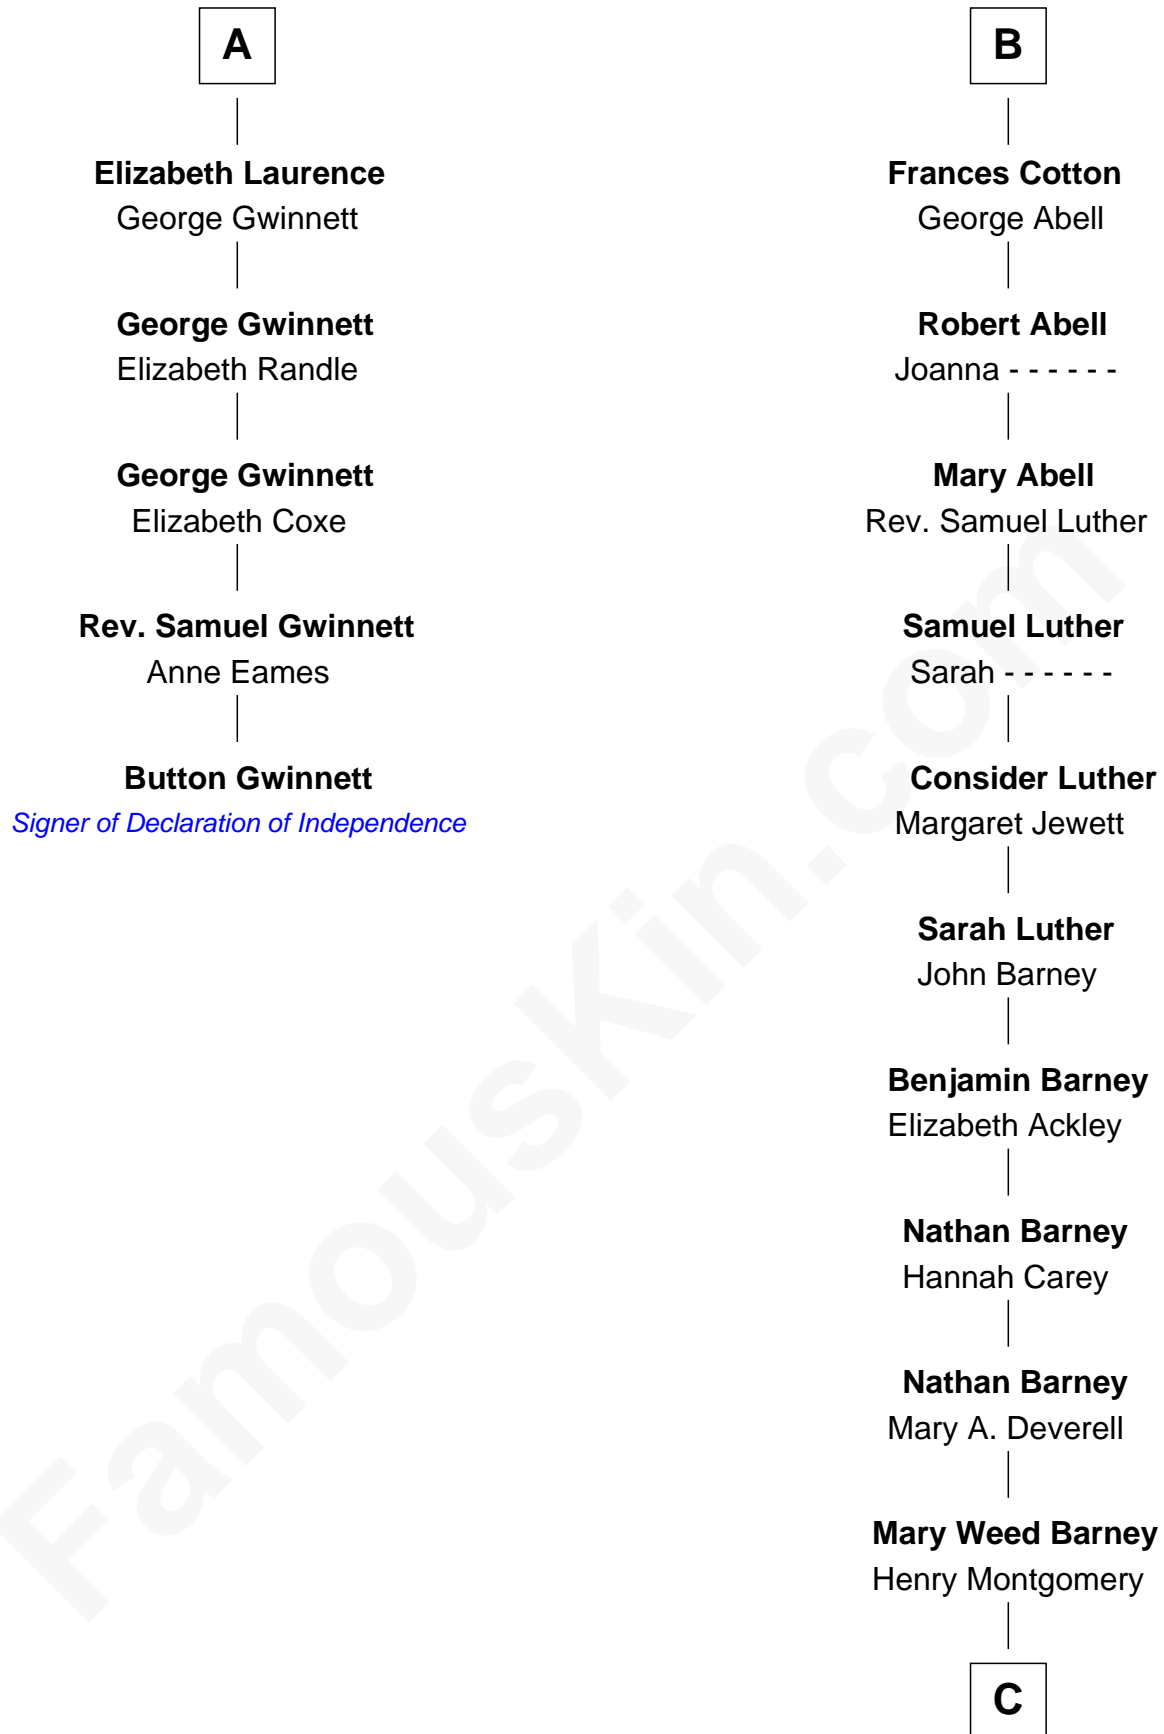 A
Elizabeth Laurence
George Gwinnett
George Gwinnett
Elizabeth Randle
George Gwinnett
Elizabeth Coxe
Rev. Samuel Gwinnett
Anne Eames
Button Gwinnett
Signer of Declaration of Independence
B
Frances Cotton
George Abell
Robert Abell
Joanna - - - - - -
Mary Abell
Rev. Samuel Luther
Samuel Luther
Sarah - - - - - -
Consider Luther
Margaret Jewett
Sarah Luther
John Barney
Benjamin Barney
Elizabeth Ackley
Nathan Barney
Hannah Carey
Nathan Barney
Mary A. Deverell
Mary Weed Barney
Henry Montgomery
C
FamousKin.com